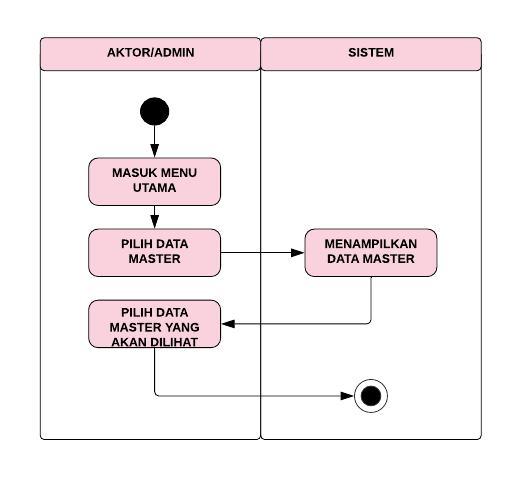 AKTOR/ADMIN
SISTEM
MASUK MENU
UTAMA
PILIH DATA
MASTER
MENAMPILKAN
DATA MASTER
PILIH DATA
MASTER YANG
AKAN DILIHAT